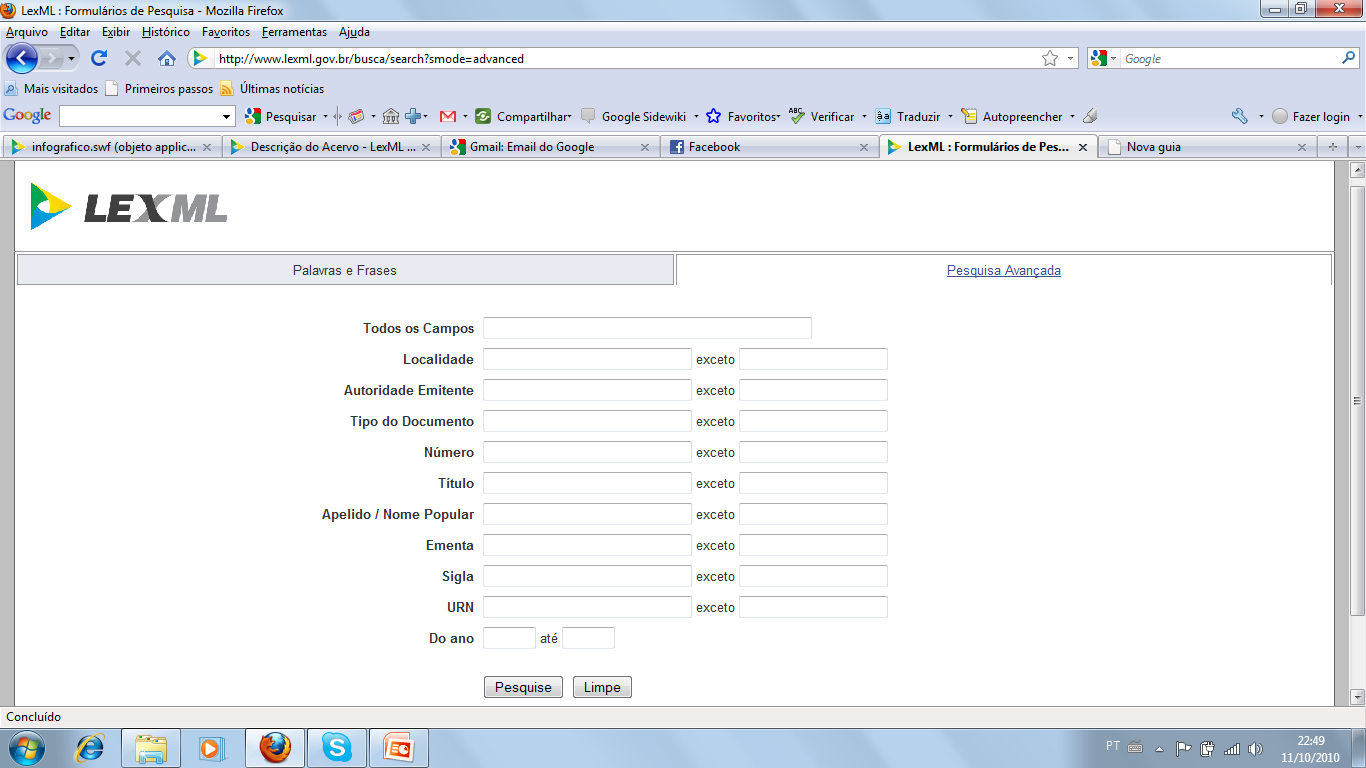 LexML : Formulários de Pesquisa - Mozilla Firefox
Arquivo Editar Exibir Histórico Favoritos Ferramentas Ajuda
http://www.lexml.gov.br/busca/search?smode=advanced
Google
Mais visitados Primeiros passos Últimas notícias
Google Pesquisar Compartilhar Google Sidewiki Favoritos ABC Verificar Traduzir Autopreencher Fazer login
infografico.swf (objeto applic... Descrição do Acervo - LexML ... Gmail: Email do Google Facebook LexML : Formulários de Pes... Nova guia
LEXML
Palavras e Frases Pesquisa Avançada
Todos os Campos
Localidade exceto
Autoridade Emitente exceto
Tipo do Documento exceto
Número exceto
Título exceto
Apelido / Nome Popular exceto
Ementa exceto
Sigla exceto
URN exceto
Do ano até
Pesquise Limpe
Concluído
PT 22:49
11/10/2010